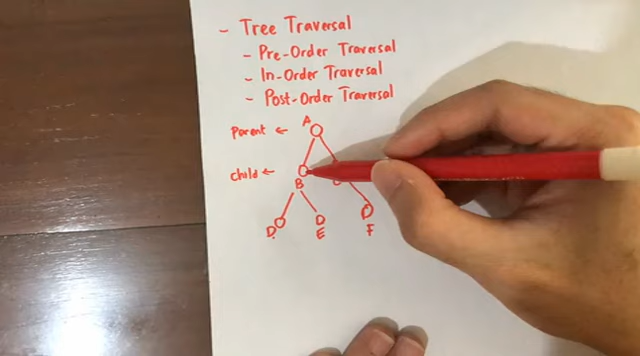 - Tree Traversal
- Pre-Order Traversal
- In-Order Traversal
- Post-Order Traversal
A
Parent ←
Child ←
B
D. E F